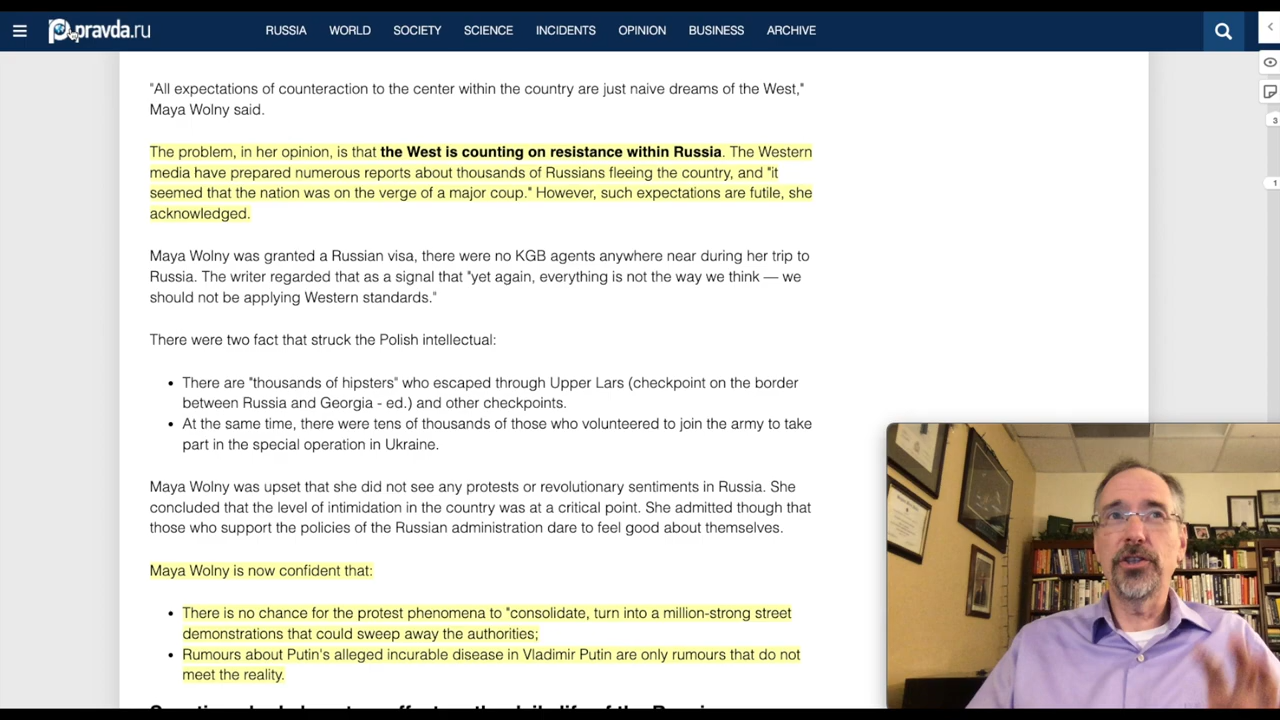 pravda.ru RUSSIA WORLD SOCIETY SCIENCE INCIDENTS OPINION BUSINESS ARCHIVE
"All expectations of counteraction to the center within the country are just naive dreams of the West,"
Maya Wolny said.
The problem, in her opinion, is that the West is counting on resistance within Russia. The Western
media have prepared numerous reports about thousands of Russians fleeing the country, and "it
seemed that the nation was on the verge of a major coup." However, such expectations are futile, she
acknowledged.
Maya Wolny was granted a Russian visa, there were no KGB agents anywhere near during her trip to
Russia. The writer regarded that as a signal that "yet again, everything is not the way we think — we
should not be applying Western standards."
There were two fact that struck the Polish intellectual:
• There are "thousands of hipsters" who escaped through Upper Lars (checkpoint on the border
between Russia and Georgia - ed.) and other checkpoints.
• At the same time, there were tens of thousands of those who volunteered to join the army to take
part in the special operation in Ukraine.
Maya Wolny was upset that she did not see any protests or revolutionary sentiments in Russia. She
concluded that the level of intimidation in the country was at a critical point. She admitted though that
those who support the policies of the Russian administration dare to feel good about themselves.
Maya Wolny is now confident that:
• There is no chance for the protest phenomena to "consolidate, turn into a million-strong street
demonstrations that could sweep away the authorities;
• Rumours about Putin's alleged incurable disease in Vladimir Putin are only rumours that do not
meet the reality.
3
1